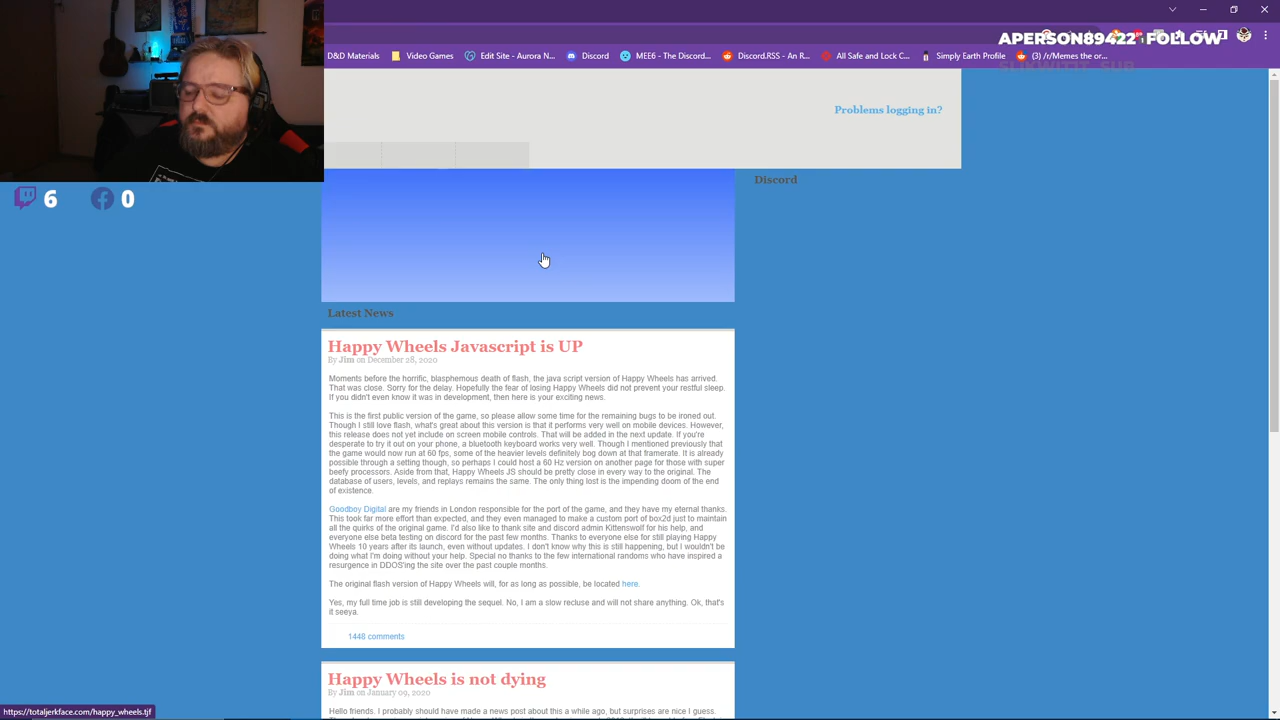 APERSON89422 FOLLOW
D&D Materials
Video Games
Edit Site - Aurora N...
Discord
MEE6 - The Discord...
Discord.RSS - An R...
All Safe and Lock C...
Simply Earth Profile
(3) /r/Memes the or...
Problems logging in?
6
0
Discord
Latest News
Happy Wheels Javascript is UP
By Jim on December 28, 2020
Moments before the horrific, blasphemous death of flash, the java script version of Happy Wheels has arrived.
That was close. Sorry for the delay. Hopefully the fear of losing Happy Wheels did not prevent your restful sleep.
If you didn't even know it was in development, then here is your exciting news.
This is the first public version of the game, so please allow some time for the remaining bugs to be ironed out.
Though I still love flash, what's great about this version is that it performs very well on mobile devices. However,
this release does not yet include on screen mobile controls. That will be added in the next update. If you're
desperate to try it out on your phone, a bluetooth keyboard works very well. Though I mentioned previously that
the game would now run at 60 fps, some of the heavier levels definitely bog down at that framerate. It is already
possible through a setting though, so perhaps I could host a 60 Hz version on another page for those with super
beefy processors. Aside from that, Happy Wheels JS should be pretty close in every way to the original. The
database of users, levels, and replays remains the same. The only thing lost is the impending doom of the end
of existence.
Goodboy Digital are my friends in London responsible for the port of the game, and they have my eternal thanks.
This took far more effort than expected, and they even managed to make a custom port of box2d just to maintain
all the quirks of the original game. I'd also like to thank site and discord admin Kittenswolf for his help, and
everyone else beta testing on discord for the past few months. Thanks to everyone else for still playing Happy
Wheels 10 years after its launch, even without updates. I don't know why this is still happening, but I wouldn't be
doing what I'm doing without your help. Special no thanks to the few international randoms who have inspired a
resurgence in DDOS'ing the site over the past couple months.
The original flash version of Happy Wheels will, for as long as possible, be located here.
Yes, my full time job is still developing the sequel. No, I am a slow recluse and will not share anything. Ok, that's
it seeya.
1448 comments
Happy Wheels is not dying
By Jim on January 09, 2020
Hello friends. I probably should have made a news post about this a while ago, but surprises are nice I guess.
https://totaljerkface.com/happy_wheels.tjf